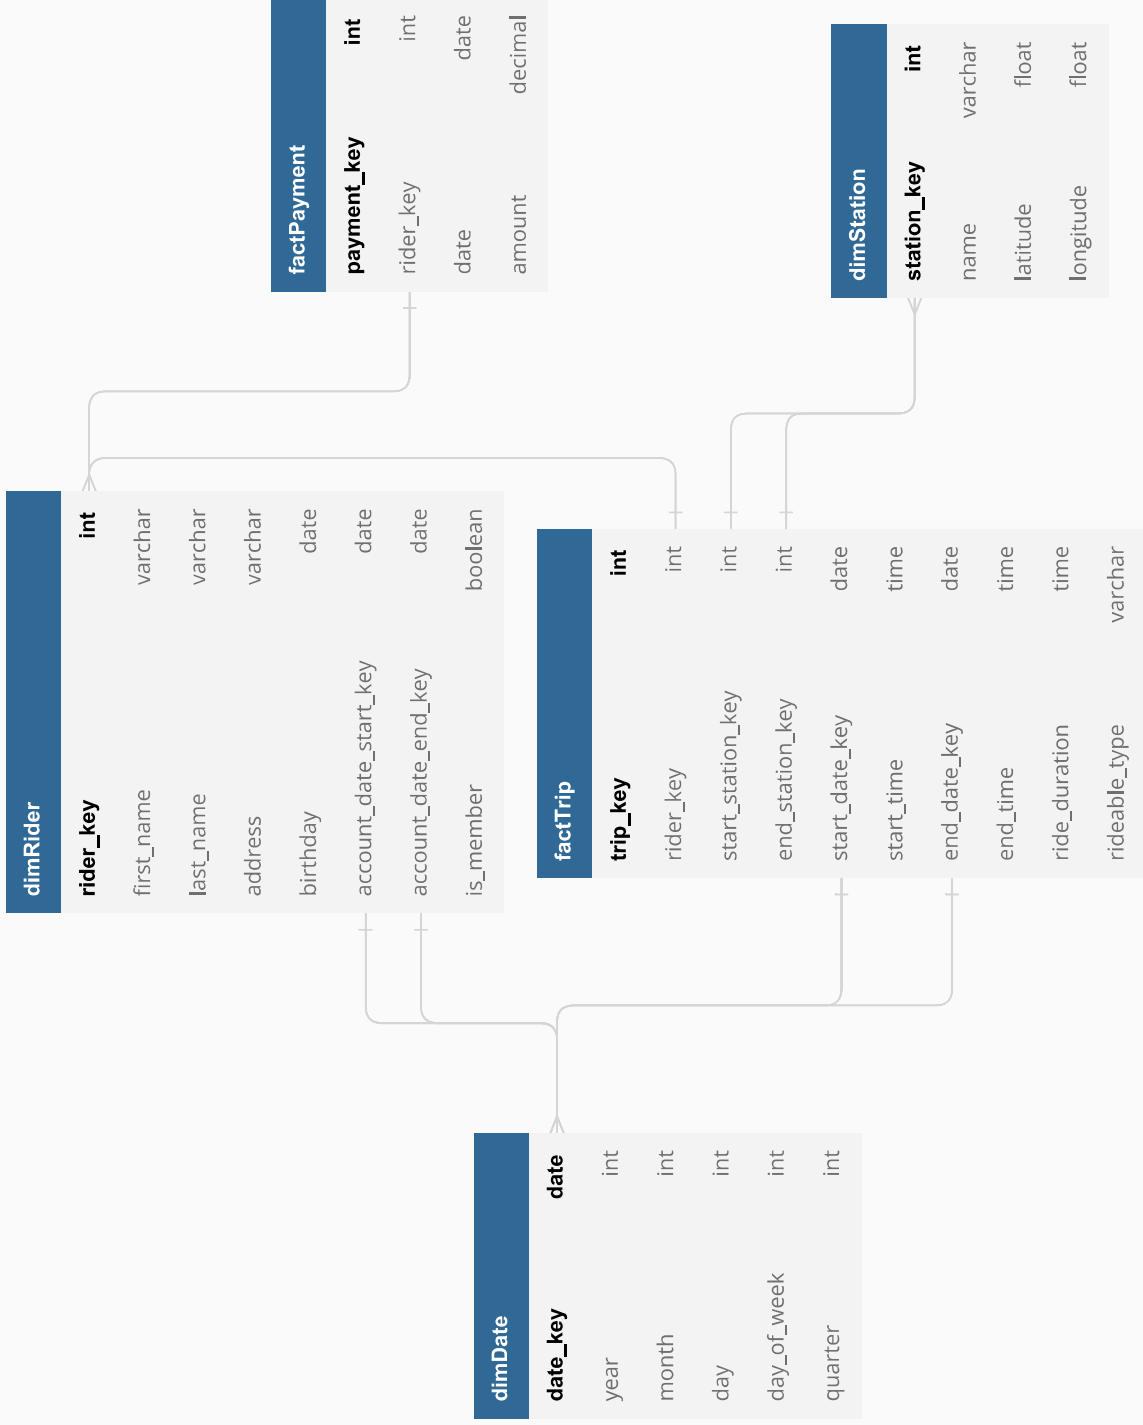 dimDate
date_key date
year int
month int
day int
day_of_week int
quarter int
dimRider
rider_key int
first_name varchar
last_name varchar
address varchar
birthday date
account_date_start_key date
account_date_end_key date
is_member boolean
factTrip
trip_key int
rider_key int
start_station_key int
end_station_key int
start_date_key date
start_time time
end_date_key date
end_time time
ride_duration time
rideable_type varchar
factPayment
payment_key int
rider_key int
date date
amount decimal
dimStation
station_key int
name varchar
latitude float
longitude float